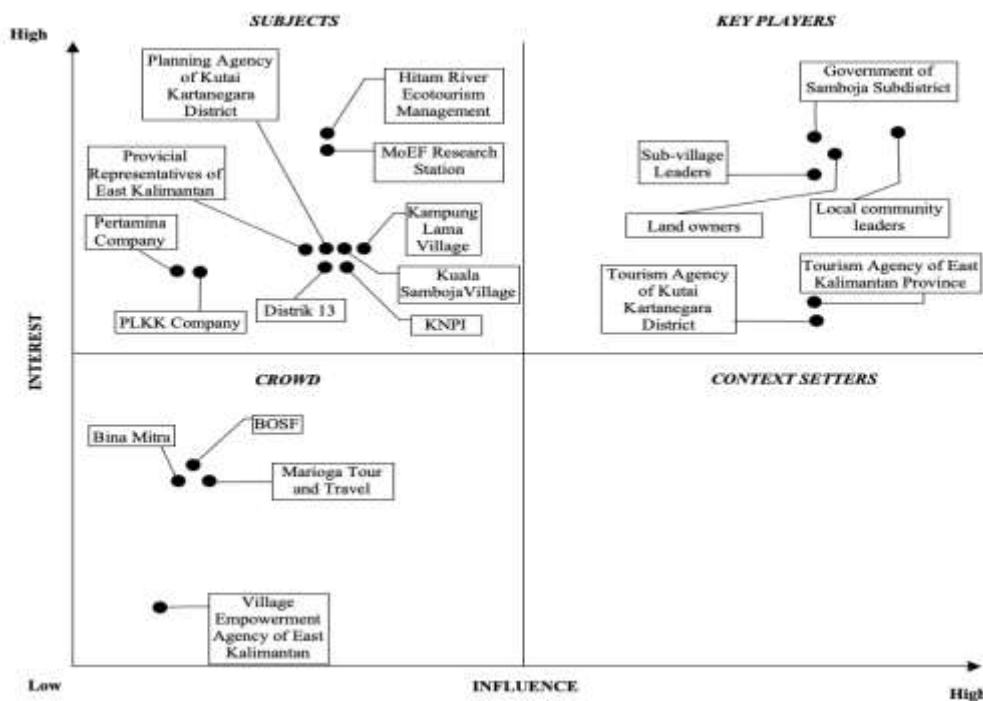 SUBJECTS
KEY PLAYERS
High
Planning Agency
of Kutai
Kartanegara
District
Hitam River
Ecotourism
Management
MoEF Research
Station
Provicial
Representatives of
East Kalimantan
Pertamina
Company
PLKK Company
Distrik 13
Kampung
Lama
Village
Kuala
SambojaVillage
KNPI
Government of
Samboja Subdistrict
Sub-village
Leaders
Land owners
Local community
leaders
Tourism Agency
of Kutai
Kartanegara
District
Tourism Agency of East
Kalimantan Province
INTEREST
CROWD
CONTEXT SETTERS
Bina Mitra
BOSF
Marioga Tour
and Travel
Village
Empowerment
Agency of East
Kalimantan
Low
INFLUENCE
High